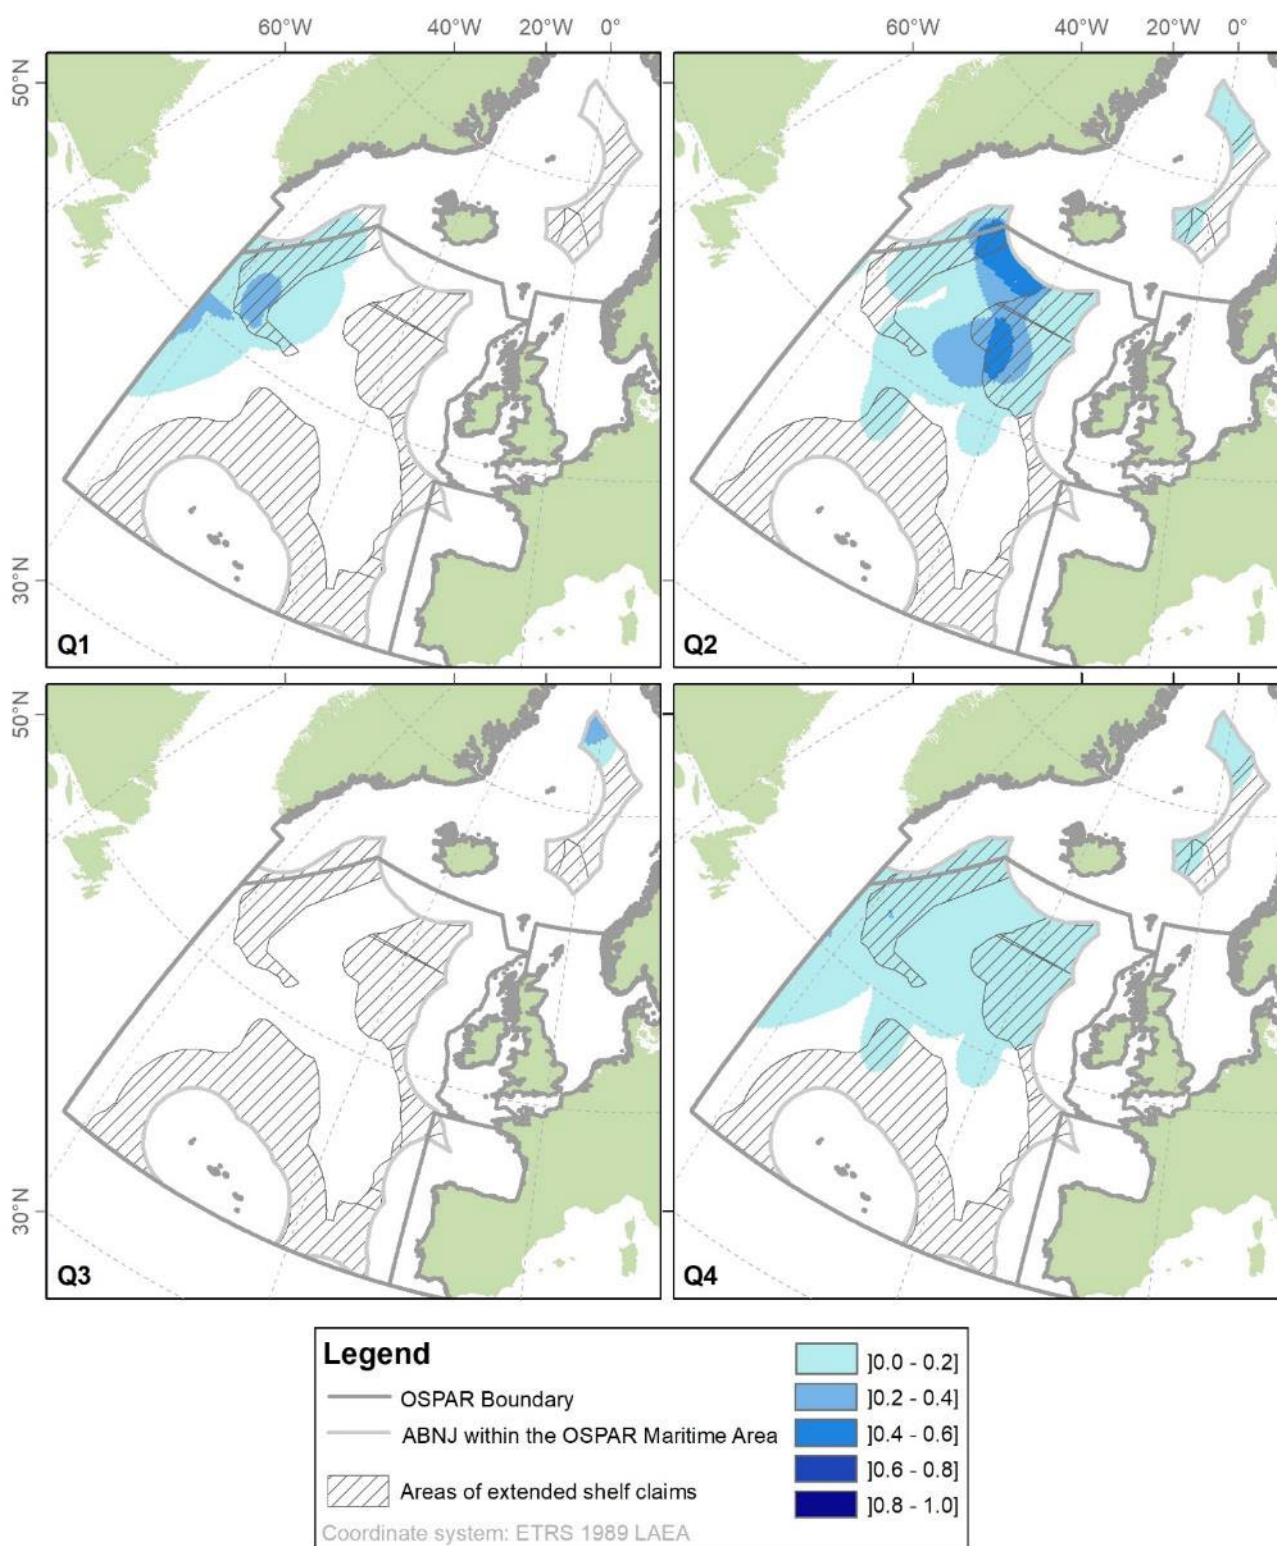 60°W 40°W 20°W 0° 60°W 40°W 20°W 0°
50°N
30°N
Q1 Q2
50°N
30°N
Q3 Q4
Legend
OSPAR Boundary
ABNJ within the OSPAR Maritime Area
Areas of extended shelf claims
Coordinate system: ETRS 1989 LAEA
]0.0 - 0.2]
]0.2 - 0.4]
]0.4 - 0.6]
]0.6 - 0.8]
]0.8 - 1.0]